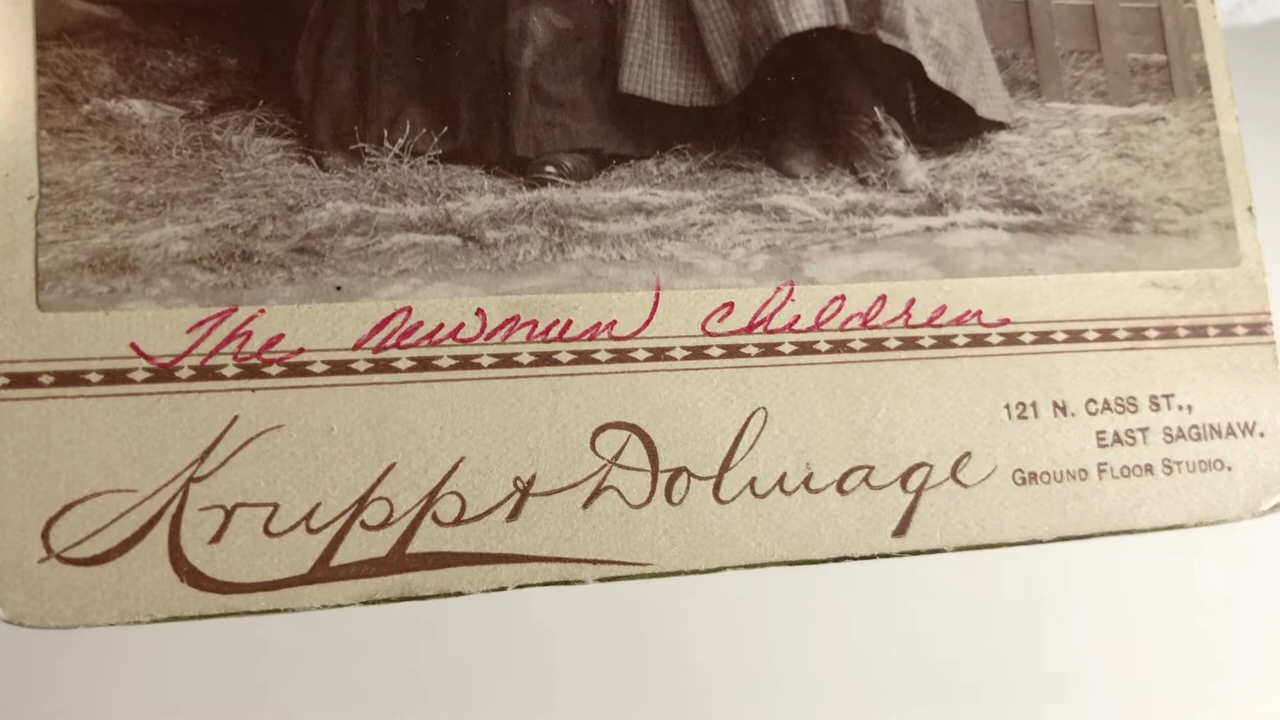 The Newman Children
Krupp & Dolmage
121 N. CASS ST.,
EAST SAGINAW.
GROUND FLOOR STUDIO.